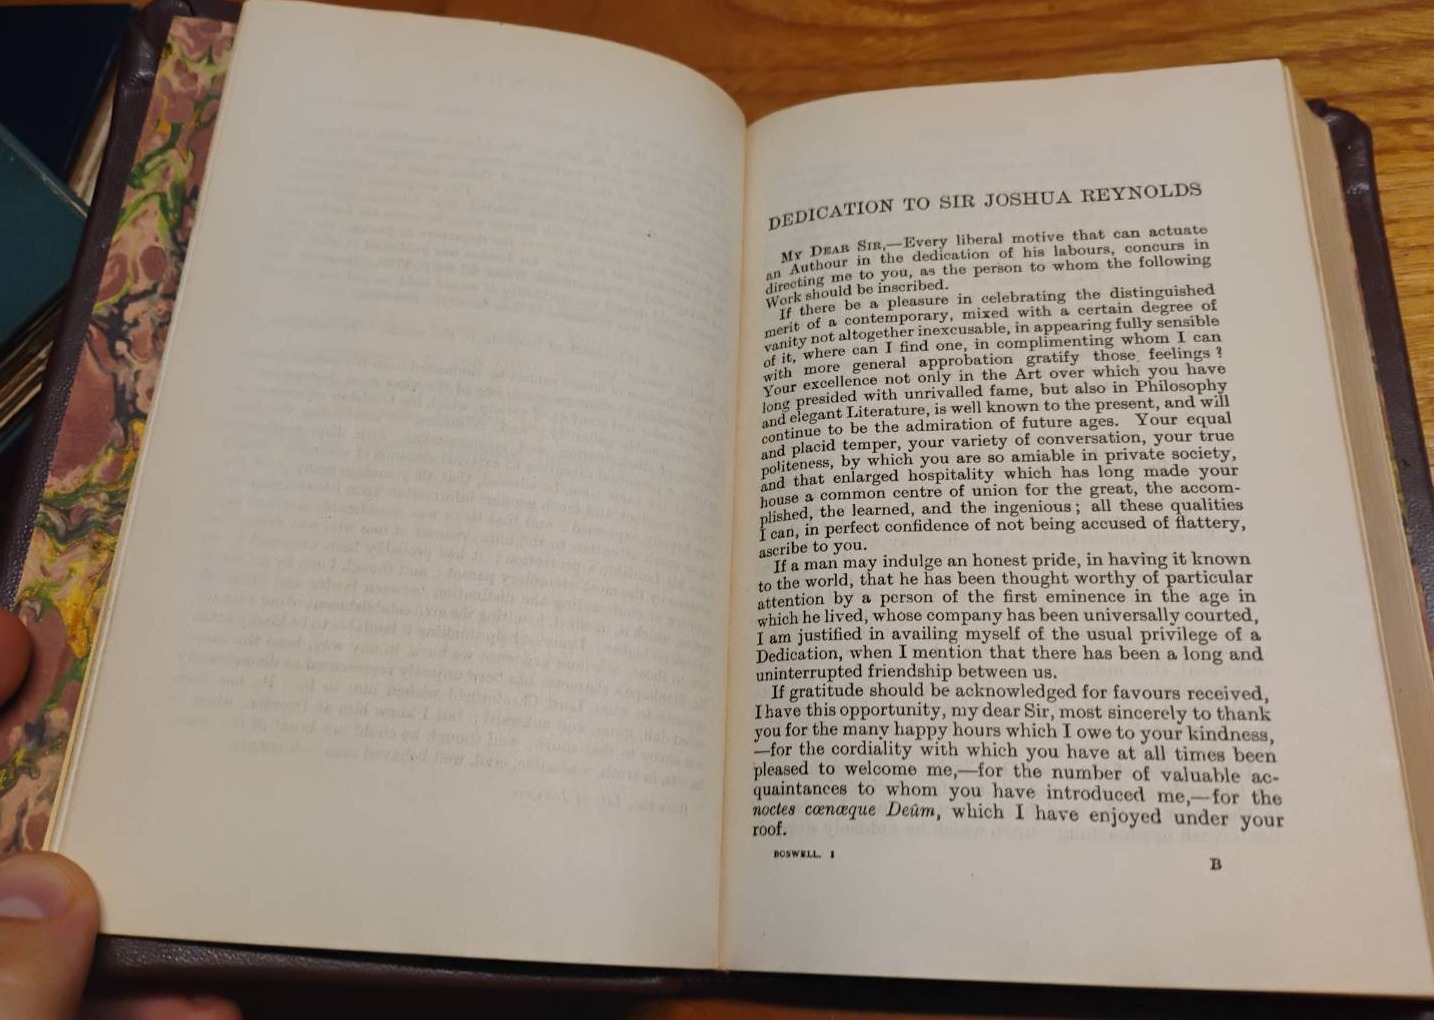 DEDICATION TO SIR JOSHUA REYNOLDS
My Dear Sir,—Every liberal motive that can actuate
an Authour in the dedication of his labours, concurs in
directing me to you, as the person to whom the following
Work should be inscribed.
If there be a pleasure in celebrating the distinguished
merit of a contemporary, mixed with a certain degree of
vanity not altogether inexcusable, in appearing fully sensible
of it, where can I find one, in complimenting whom I can
with more general approbation gratify those feelings?
Your excellence not only in the Art over which you have
long presided with unrivalled fame, but also in Philosophy
and elegant Literature, is well known to the present, and will
continue to be the admiration of future ages. Your equal
and placid temper, your variety of conversation, your true
politeness, by which you are so amiable in private society,
and that enlarged hospitality which has long made your
house a common centre of union for the great, the accom-
plished, the learned, and the ingenious; all these qualities
I can, in perfect confidence of not being accused of flattery,
ascribe to you.
If a man may indulge an honest pride, in having it known
to the world, that he has been thought worthy of particular
attention by a person of the first eminence in the age in
which he lived, whose company has been universally courted,
I am justified in availing myself of the usual privilege of a
Dedication, when I mention that there has been a long and
uninterrupted friendship between us.
If gratitude should be acknowledged for favours received,
I have this opportunity, my dear Sir, most sincerely to thank
you for the many happy hours which I owe to your kindness,
—for the cordiality with which you have at all times been
pleased to welcome me,—for the number of valuable ac-
quaintances to whom you have introduced me,—for the
noctes cœnæque Deûm, which I have enjoyed under your
roof.
BOSWELL. I
B